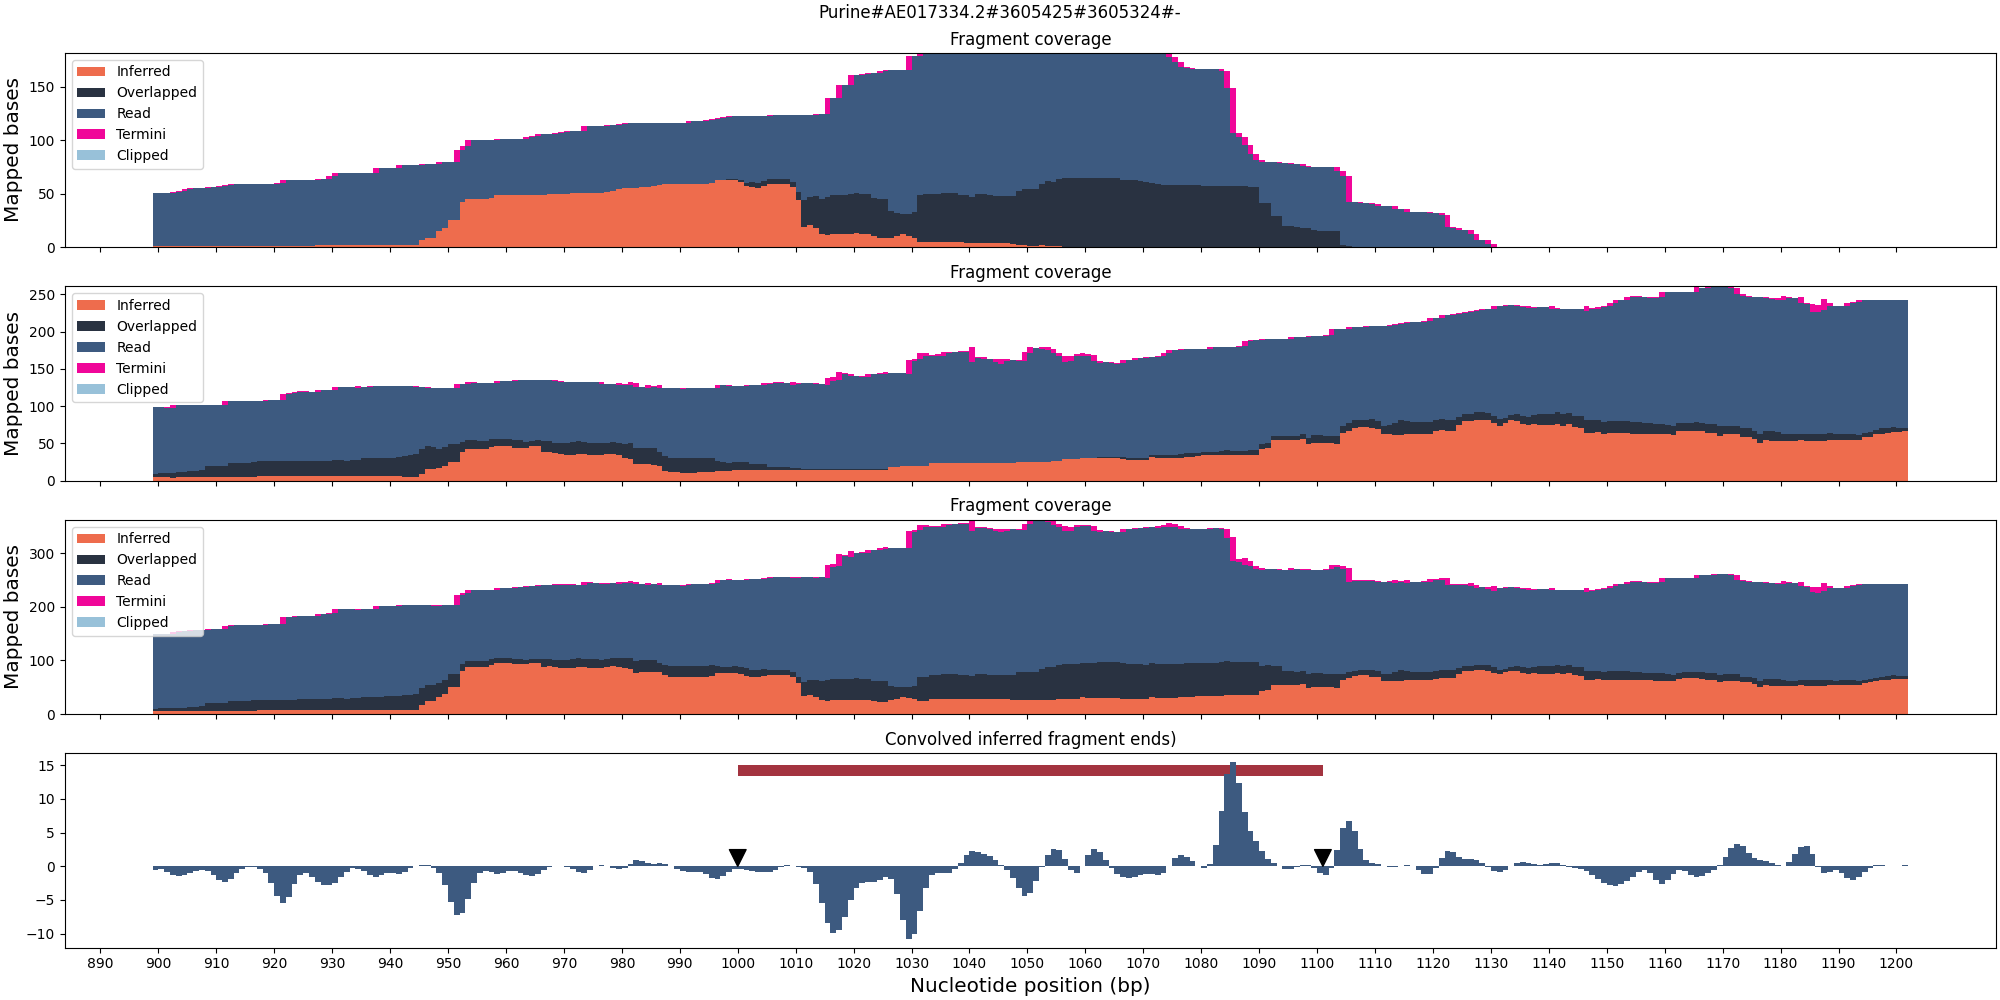 Purine#AE017334.2#3605425#3605324#-
Fragment coverage
Mapped bases
150
100
50
0
Inferred
Overlapped
Read
Termini
Clipped
Fragment coverage
Mapped bases
250
200
150
100
50
0
Inferred
Overlapped
Read
Termini
Clipped
Fragment coverage
Mapped bases
300
200
100
0
Inferred
Overlapped
Read
Termini
Clipped
Convolved inferred fragment ends)
15
10
5
0
−5
−10
890 900 910 920 930 940 950 960 970 980 990 1000 1010 1020 1030 1040 1050 1060 1070 1080 1090 1100 1110 1120 1130 1140 1150 1160 1170 1180 1190 1200
Nucleotide position (bp)